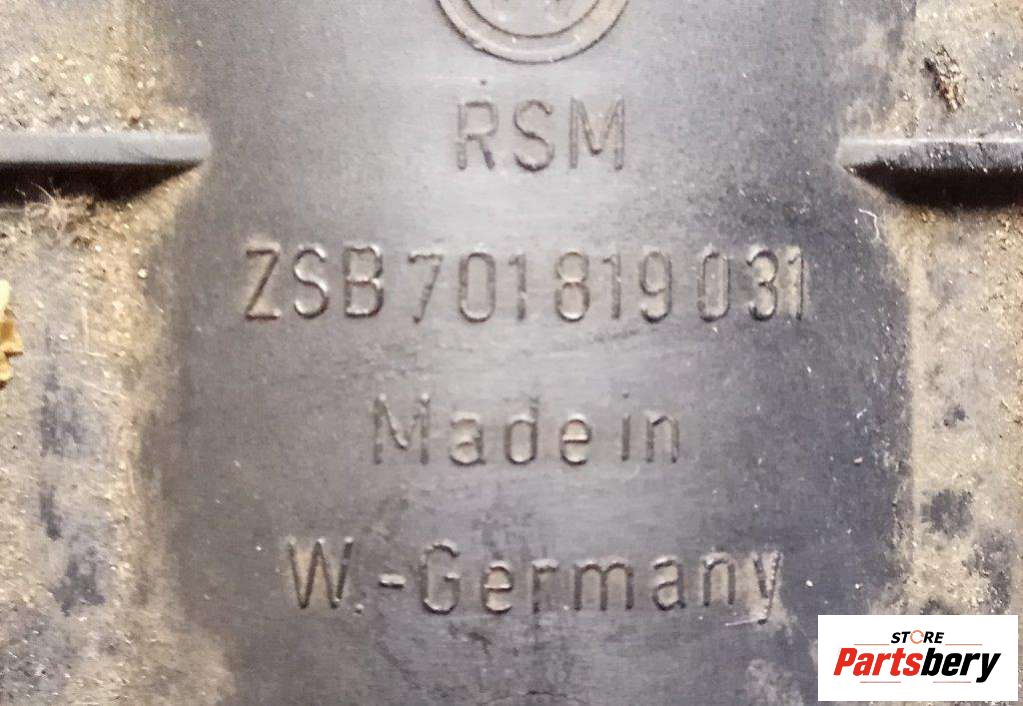 RSM
ZSB 701 819 031
Made in
W.-Germany
STORE
Partsbery